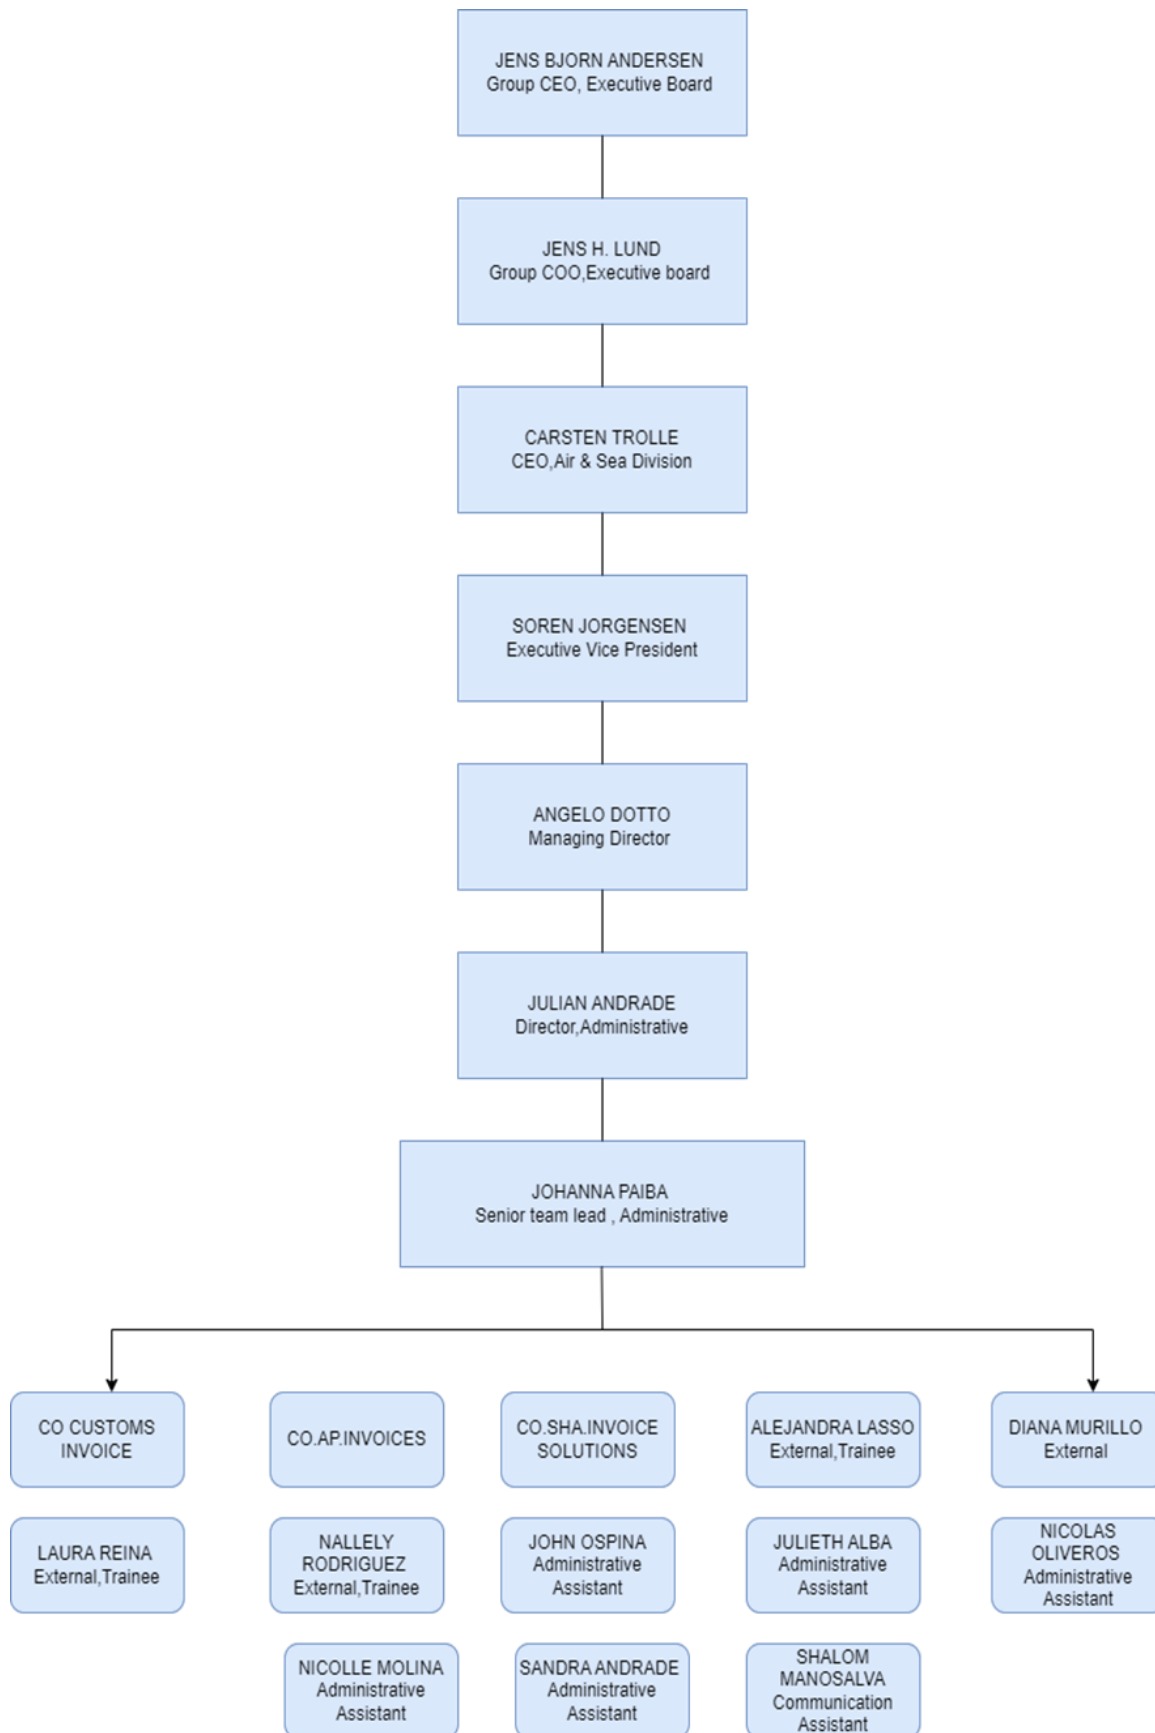 JENS BJORN ANDERSEN
Group CEO, Executive Board
JENS H. LUND
Group COO,Executive board
CARSTEN TROLLE
CEO,Air & Sea Division
SOREN JORGENSEN
Executive Vice President
ANGELO DOTTO
Managing Director
JULIAN ANDRADE
Director,Administrative
JOHANNA PAIBA
Senior team lead , Administrative
CO CUSTOMS
INVOICE
CO.AP.INVOICES
CO.SHA.INVOICE
SOLUTIONS
ALEJANDRA LASSO
External,Trainee
DIANA MURILLO
External
LAURA REINA
External,Trainee
NALLELY
RODRIGUEZ
External,Trainee
JOHN OSPINA
Administrative
Assistant
JULIETH ALBA
Administrative
Assistant
NICOLAS
OLIVEROS
Administrative
Assistant
NICOLLE MOLINA
Administrative
Assistant
SANDRA ANDRADE
Administrative
Assistant
SHALOM
MANOSALVA
Communication
Assistant